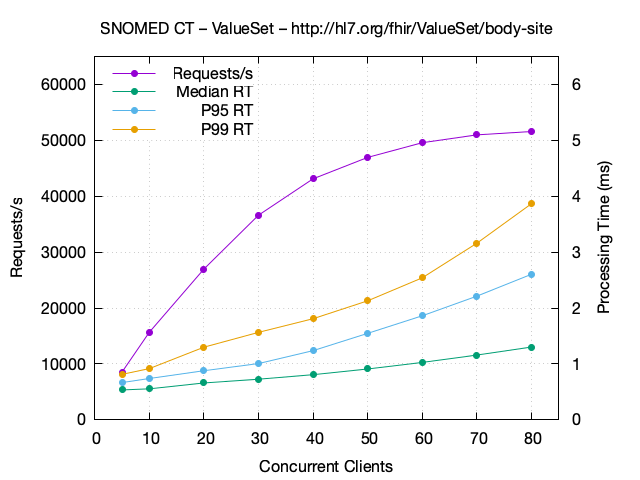 SNOMED CT – ValueSet – http://hl7.org/fhir/ValueSet/body-site
Requests/s
Median RT
P95 RT
P99 RT
60000
50000
40000
30000
20000
10000
0
Requests/s
6
5
4
3
2
1
0
Processing Time (ms)
0 10 20 30 40 50 60 70 80
Concurrent Clients